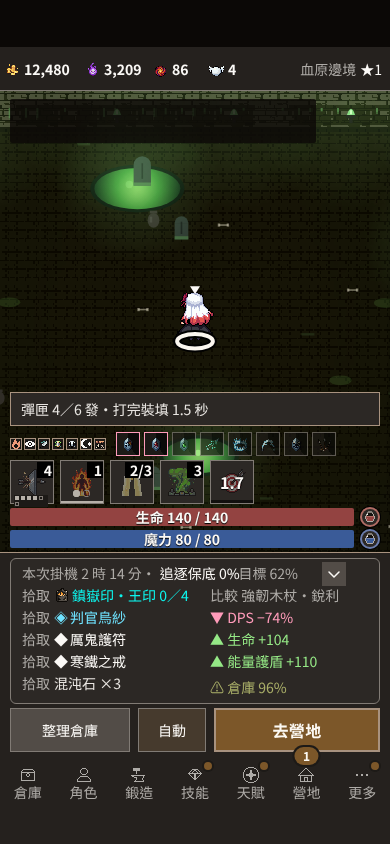 12,480 3,209 86 4 血原邊境 ★1
彈匣 4／6 發・打完裝填 1.5 秒
4 1 2/3 3 1.7
生命 140 / 140
魔力 80 / 80
本次掛機 2 時 14 分・ 追逐保底 0%目標 62%
拾取 鎮嶽印・王印 0／4
拾取 ◈判官烏紗
拾取 ◆厲鬼護符
拾取 ◆寒鐵之戒
拾取 混沌石 ×3
比較 強韌木杖・銳利
▼ DPS −74%
▲ 生命 +104
▲ 能量護盾 +110
⚠ 倉庫 96%
整理倉庫 自動 去營地
1
倉庫 角色 鍛造 技能 天賦 營地 更多